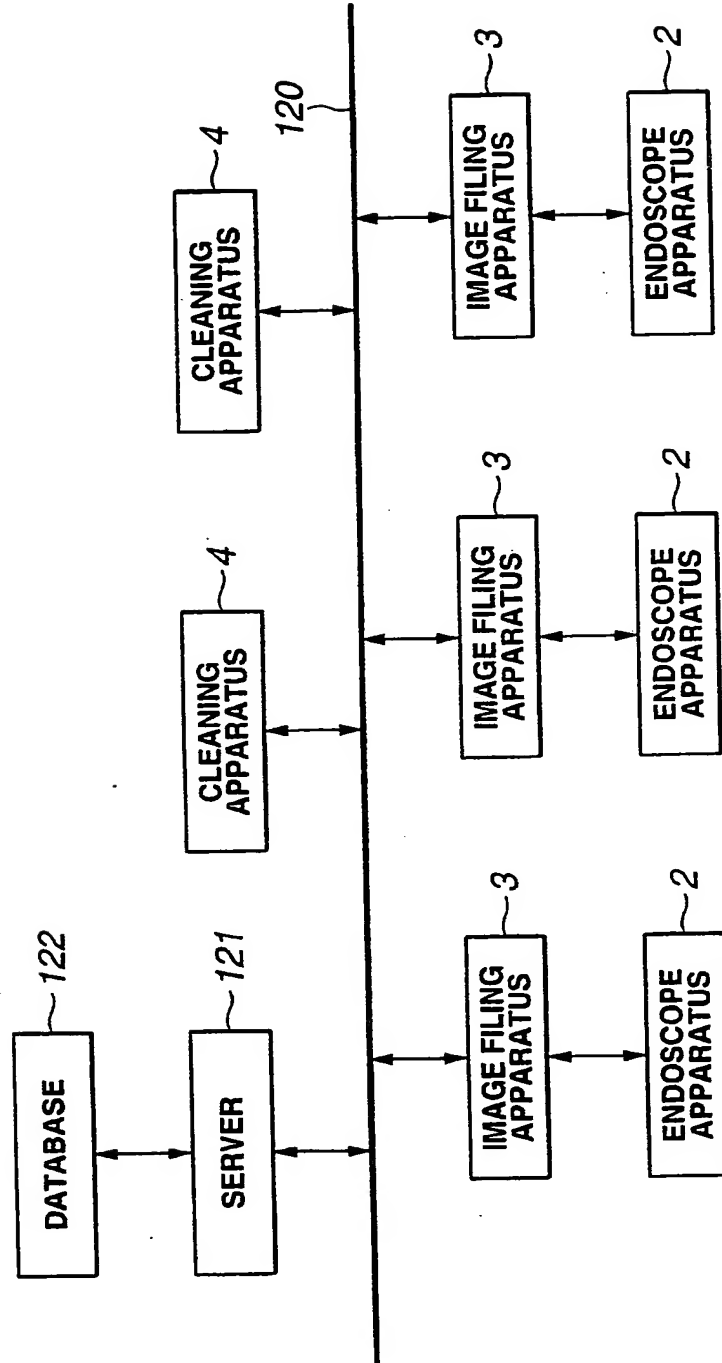 122
DATABASE
121
SERVER
4
CLEANING
APPARATUS
4
CLEANING
APPARATUS
120
3
IMAGE FILING
APPARATUS
2
ENDOSCOPE
APPARATUS
3
IMAGE FILING
APPARATUS
2
ENDOSCOPE
APPARATUS
3
IMAGE FILING
APPARATUS
2
ENDOSCOPE
APPARATUS